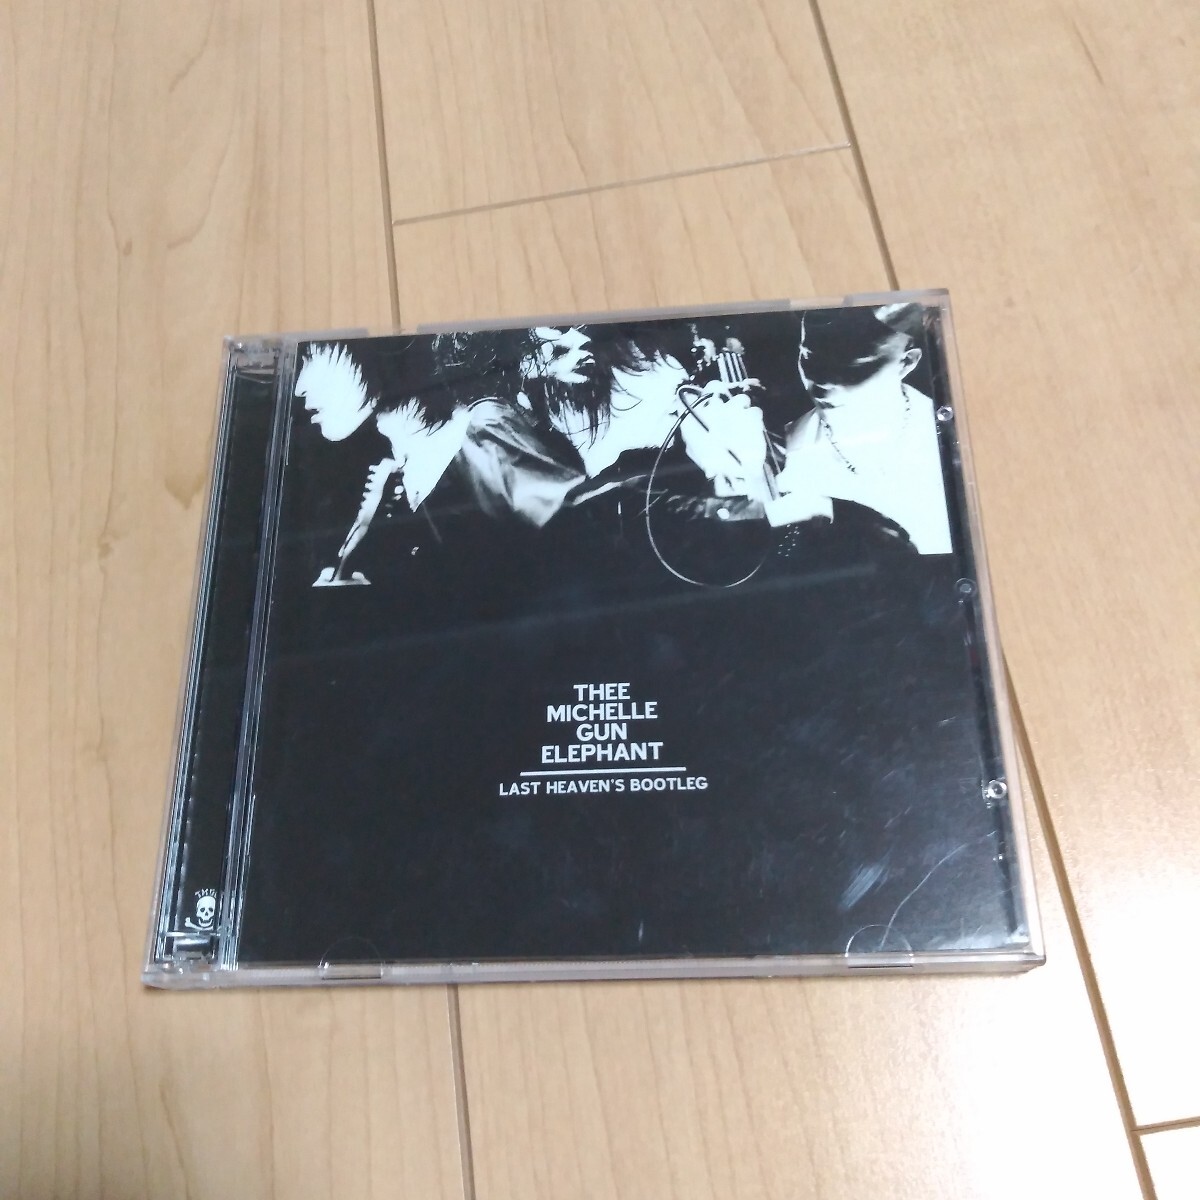 THEE
MICHELLE
GUN
ELEPHANT
LAST HEAVEN'S BOOTLEG